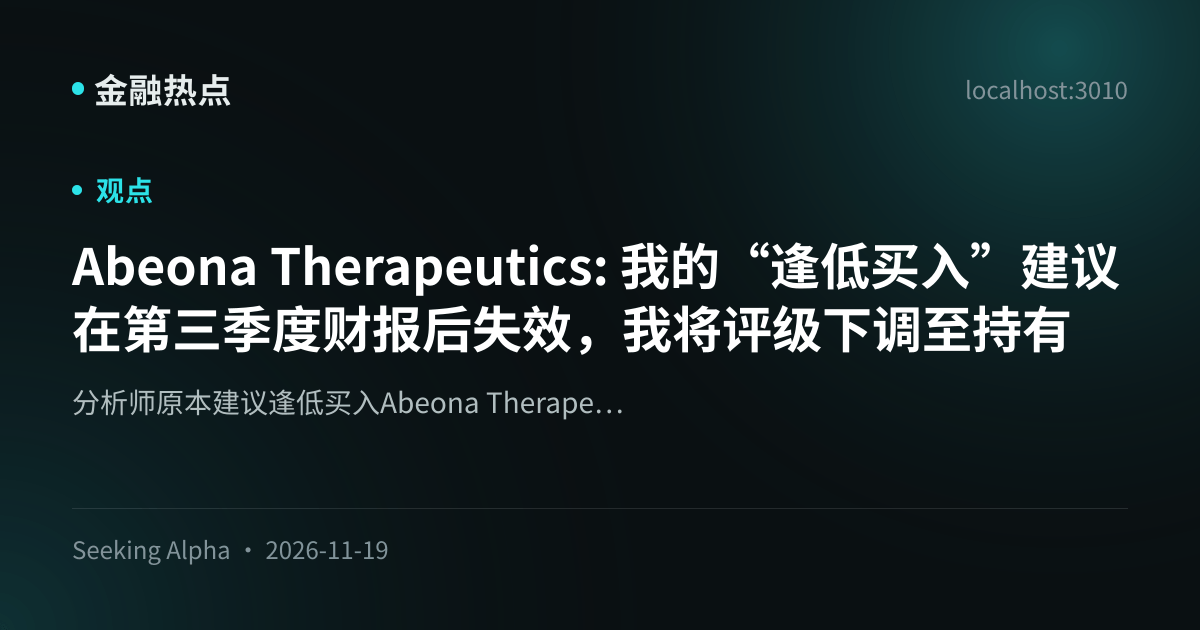 金融热点
localhost:3010
观点
Abeona Therapeutics: 我的“逢低买入”建议
在第三季度财报后失效，我将评级下调至持有
分析师原本建议逢低买入Abeona Therape…
Seeking Alpha · 2026-11-19